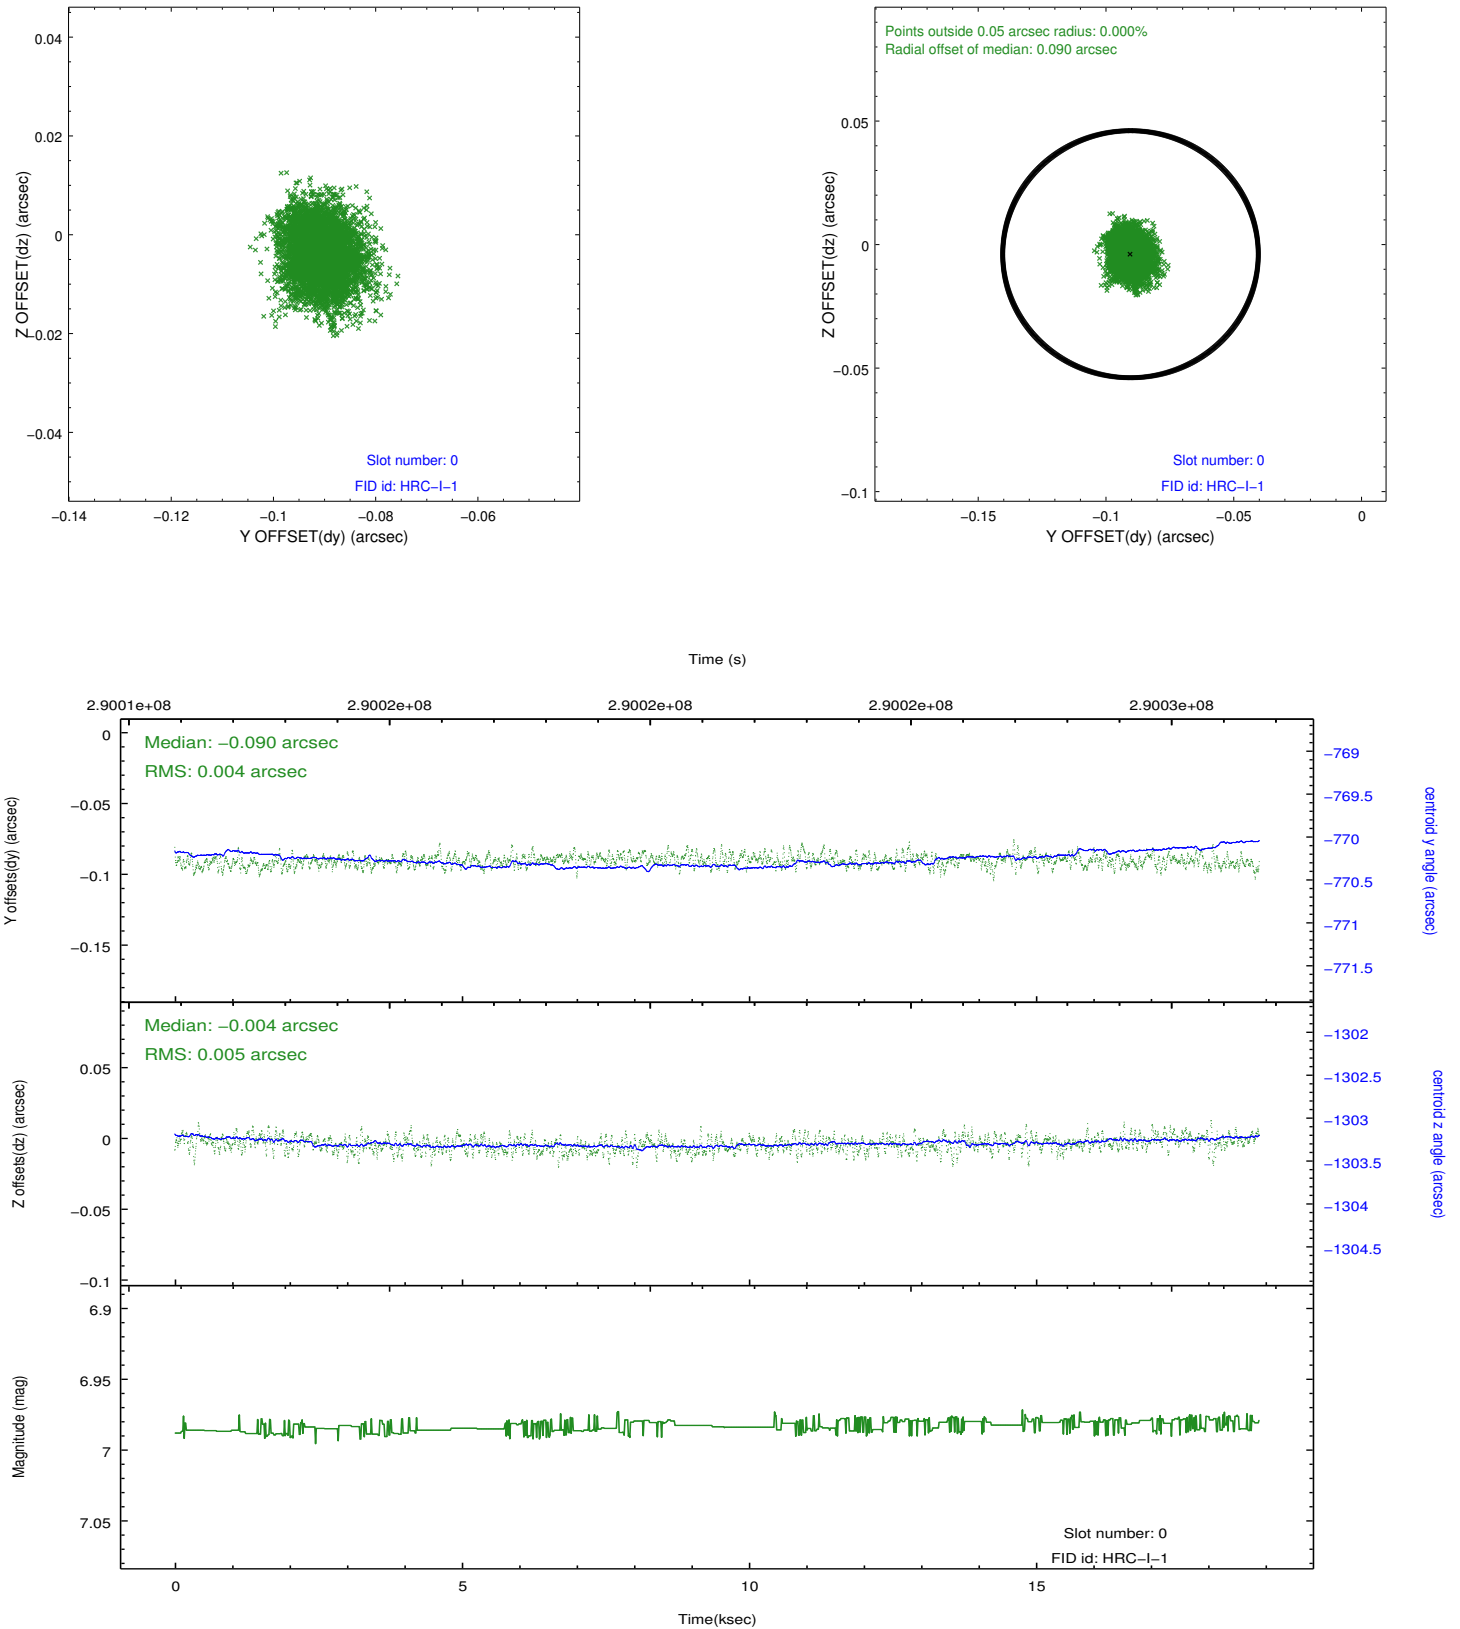 0.04
0.02
0
−0.02
−0.04
Z OFFSET(dz) (arcsec)
Slot number: 0
FID id: HRC−I−1
−0.14
−0.12
−0.1
−0.08
−0.06
Y OFFSET(dy) (arcsec)
Points outside 0.05 arcsec radius: 0.000%
Radial offset of median: 0.090 arcsec
0.05
0
−0.05
−0.1
Z OFFSET(dz) (arcsec)
Slot number: 0
FID id: HRC−I−1
−0.15
−0.1
−0.05
0
Y OFFSET(dy) (arcsec)
Time (s)
2.9001e+08
2.9002e+08
2.9002e+08
2.9002e+08
2.9003e+08
Median: −0.090 arcsec
RMS: 0.004 arcsec
0
−0.05
−0.1
−0.15
Y offsets(dy) (arcsec)
−769
−769.5
−770
−770.5
−771
−771.5
centroid y angle (arcsec)
Median: −0.004 arcsec
RMS: 0.005 arcsec
0.05
0
−0.05
−0.1
Z offsets(dz) (arcsec)
−1302
−1302.5
−1303
−1303.5
−1304
−1304.5
centroid z angle (arcsec)
6.9
6.95
7
7.05
Magnitude (mag)
Slot number: 0
FID id: HRC−I−1
0
5
10
15
Time(ksec)